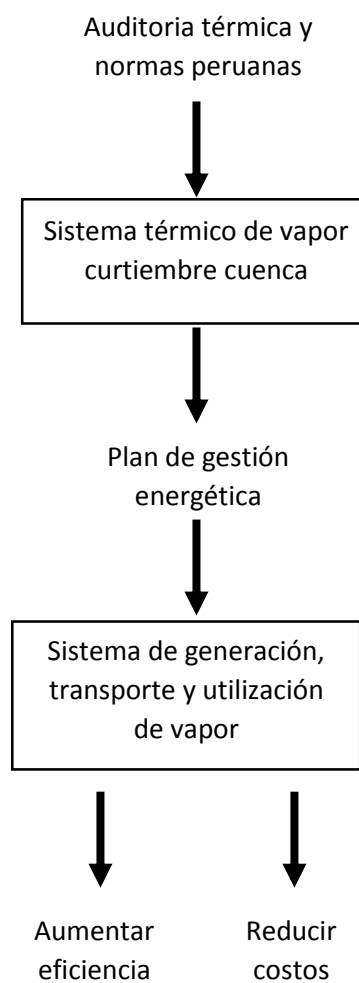 Auditoria térmica y
normas peruanas
Sistema térmico de vapor
curtiembre cuenca
Plan de gestión
energética
Sistema de generación,
transporte y utilización
de vapor
Aumentar
eficiencia
Reducir
costos